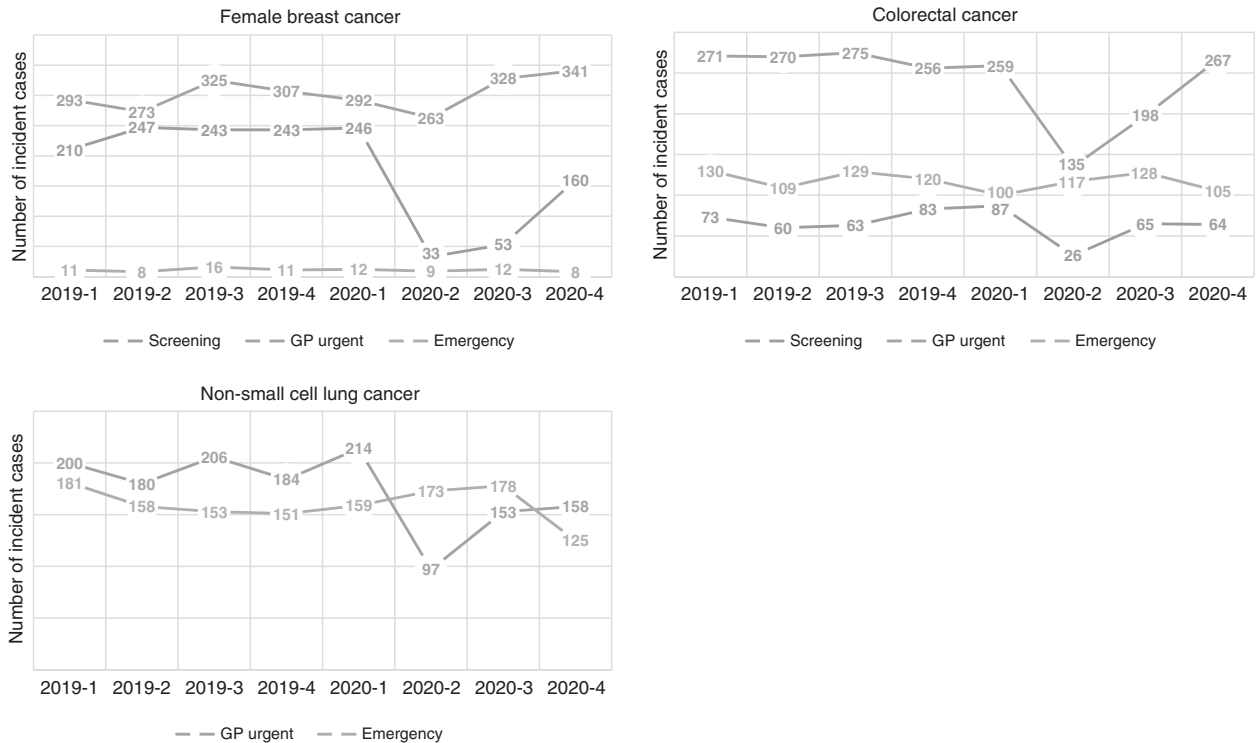 Female breast cancer
Number of incident cases
293 273 325 307 292 263 328 341
210 247 243 243 246 33 53 160
11 8 16 11 12 9 12 8
2019-1 2019-2 2019-3 2019-4 2020-1 2020-2 2020-3 2020-4
Screening GP urgent Emergency
Colorectal cancer
Number of incident cases
271 270 275 256 259 135 198 267
130 109 129 120 100 117 128 105
73 60 63 83 87 26 65 64
2019-1 2019-2 2019-3 2019-4 2020-1 2020-2 2020-3 2020-4
Screening GP urgent Emergency
Non-small cell lung cancer
Number of incident cases
200 180 206 184 214 97 153 158
181 158 153 151 159 173 178 125
2019-1 2019-2 2019-3 2019-4 2020-1 2020-2 2020-3 2020-4
GP urgent Emergency